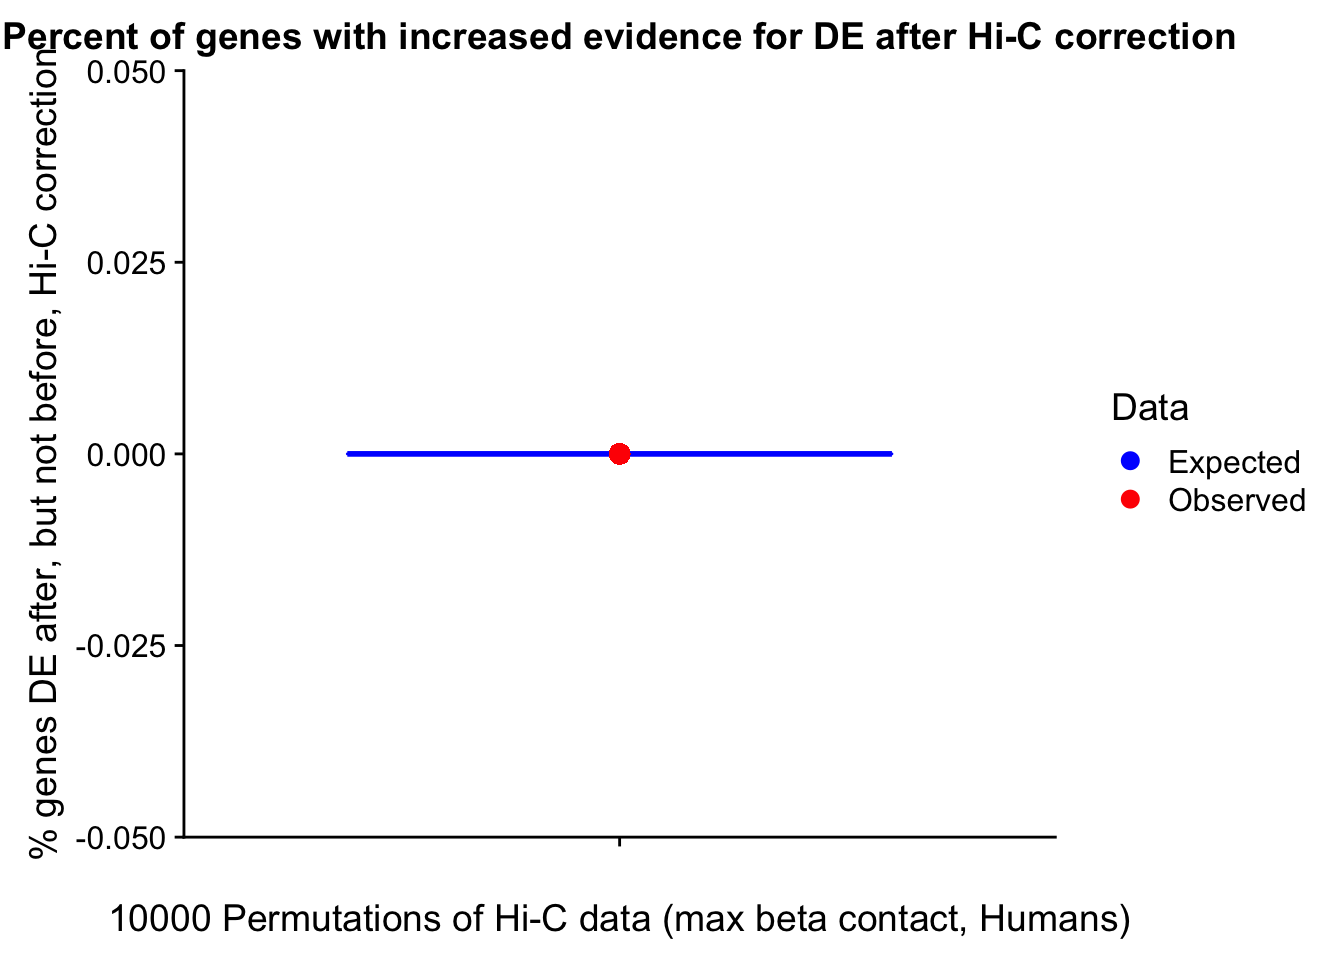 Percent of genes with increased evidence for DE after Hi-C correction
% genes DE after, but not before, Hi-C correction
0.050
0.025
0.000
-0.025
-0.050
10000 Permutations of Hi-C data (max beta contact, Humans)
Data
Expected
Observed